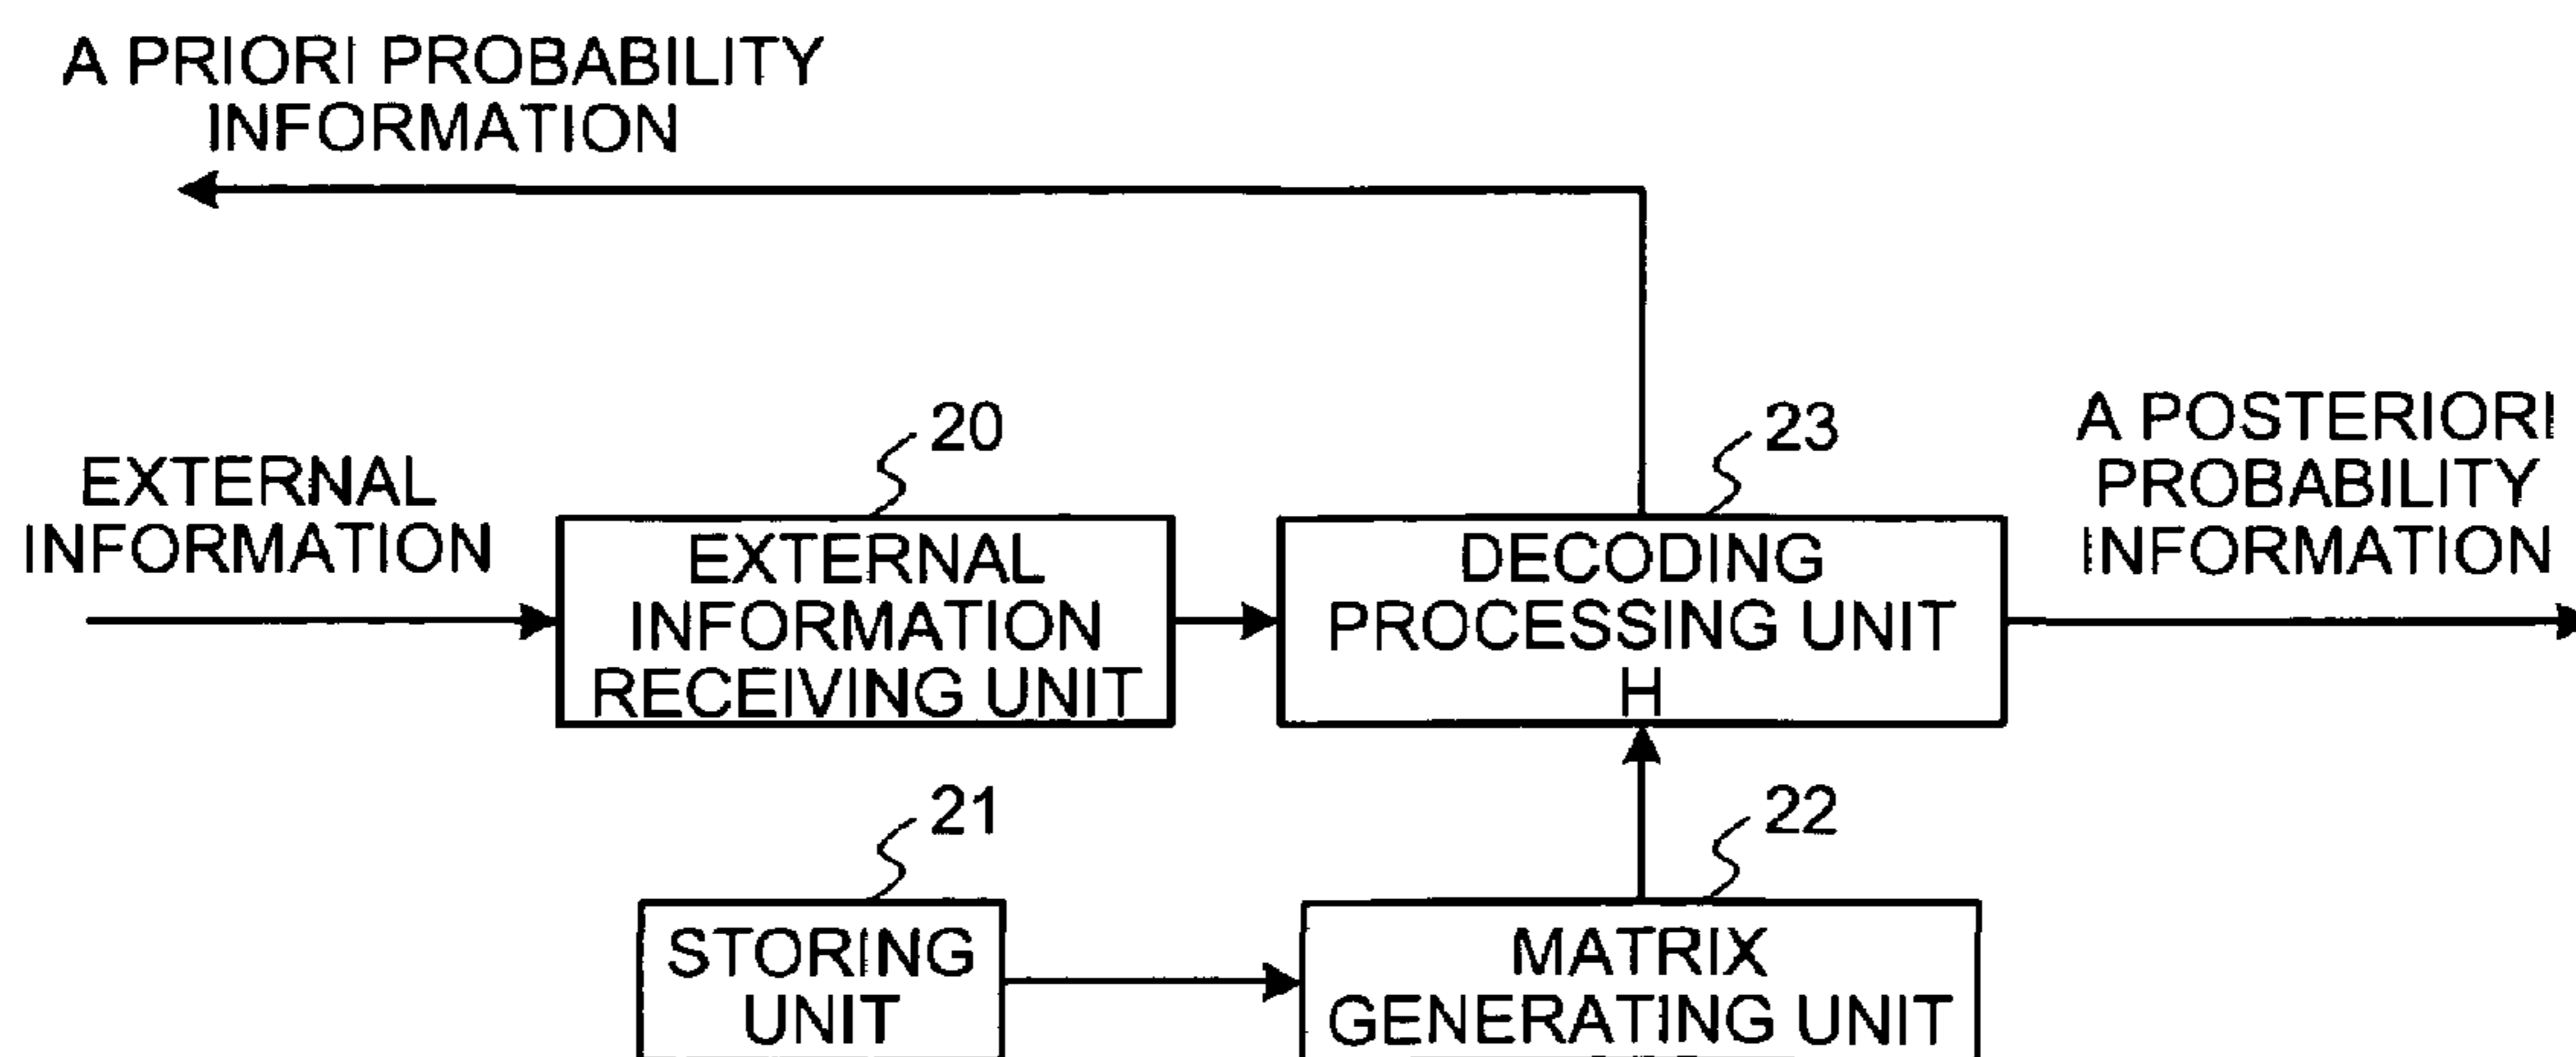 A PRIORI PROBABILITY
INFORMATION
20
23
EXTERNAL
INFORMATION
A POSTERIORI
PROBABILITY
INFORMATION
EXTERNAL
INFORMATION
RECEIVING UNIT
DECODING
PROCESSING UNIT
H
21
22
STORING
UNIT
MATRIX
GENERATING UNIT